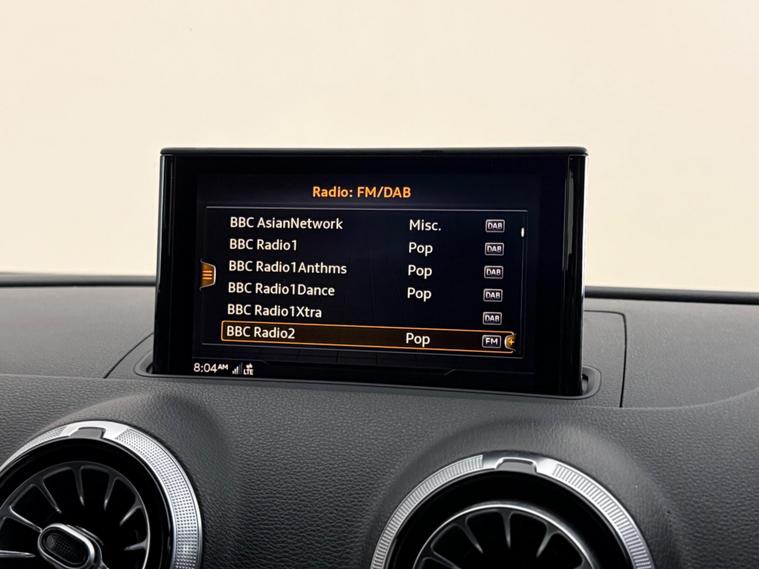 Radio: FM/DAB
BBC AsianNetwork Misc. DAB
BBC Radio1 Pop DAB
BBC Radio1Anthms Pop DAB
BBC Radio1Dance Pop DAB
BBC Radio1Xtra DAB
BBC Radio2 Pop FM
8:04AM LTE